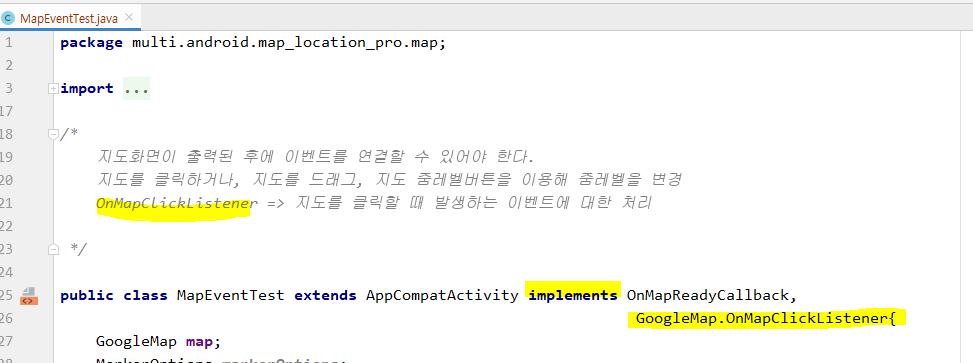 MapEventTest.java
1 package multi.android.map_location_pro.map;
2
3 import ...
17
18 /*
19 지도화면이 출력된 후에 이벤트를 연결할 수 있어야 한다.
20 지도를 클릭하거나, 지도를 드래그, 지도 줌레벨버튼을 이용해 줌레벨을 변경
21 OnMapClickListener => 지도를 클릭할 때 발생하는 이벤트에 대한 처리
22
23 */
24
25 public class MapEventTest extends AppCompatActivity implements OnMapReadyCallback,
26 GoogleMap.OnMapClickListener{
27 GoogleMap map;
MarkerOptions markerOptions;